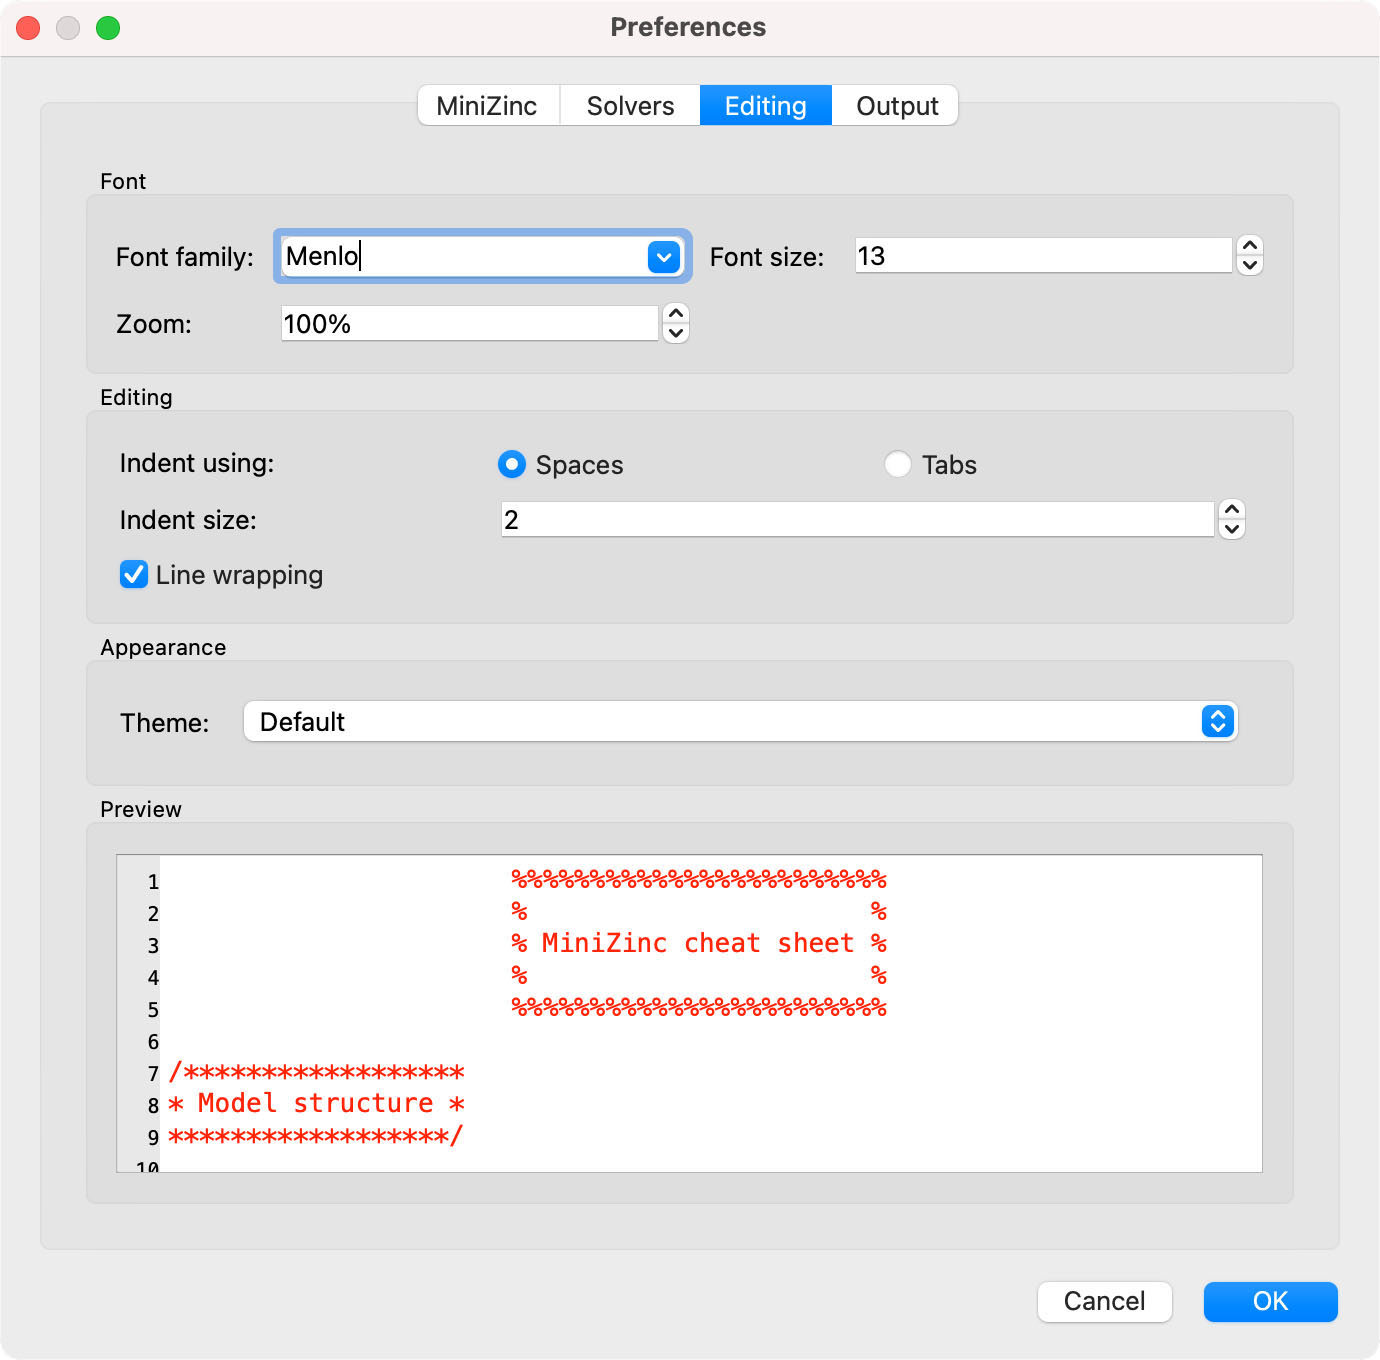 Preferences
MiniZinc Solvers Editing Output
Font
Font family: Menlo Font size: 13
Zoom: 100%
Editing
Indent using: Spaces Tabs
Indent size: 2
Line wrapping
Appearance
Theme: Default
Preview
1 %%%%%%%%%%%%%%%%%%%%%%%%
2 % %
3 % MiniZinc cheat sheet %
4 % %
5 %%%%%%%%%%%%%%%%%%%%%%%%
6
7 /******************
8 * Model structure *
9 ******************/
10
Cancel OK